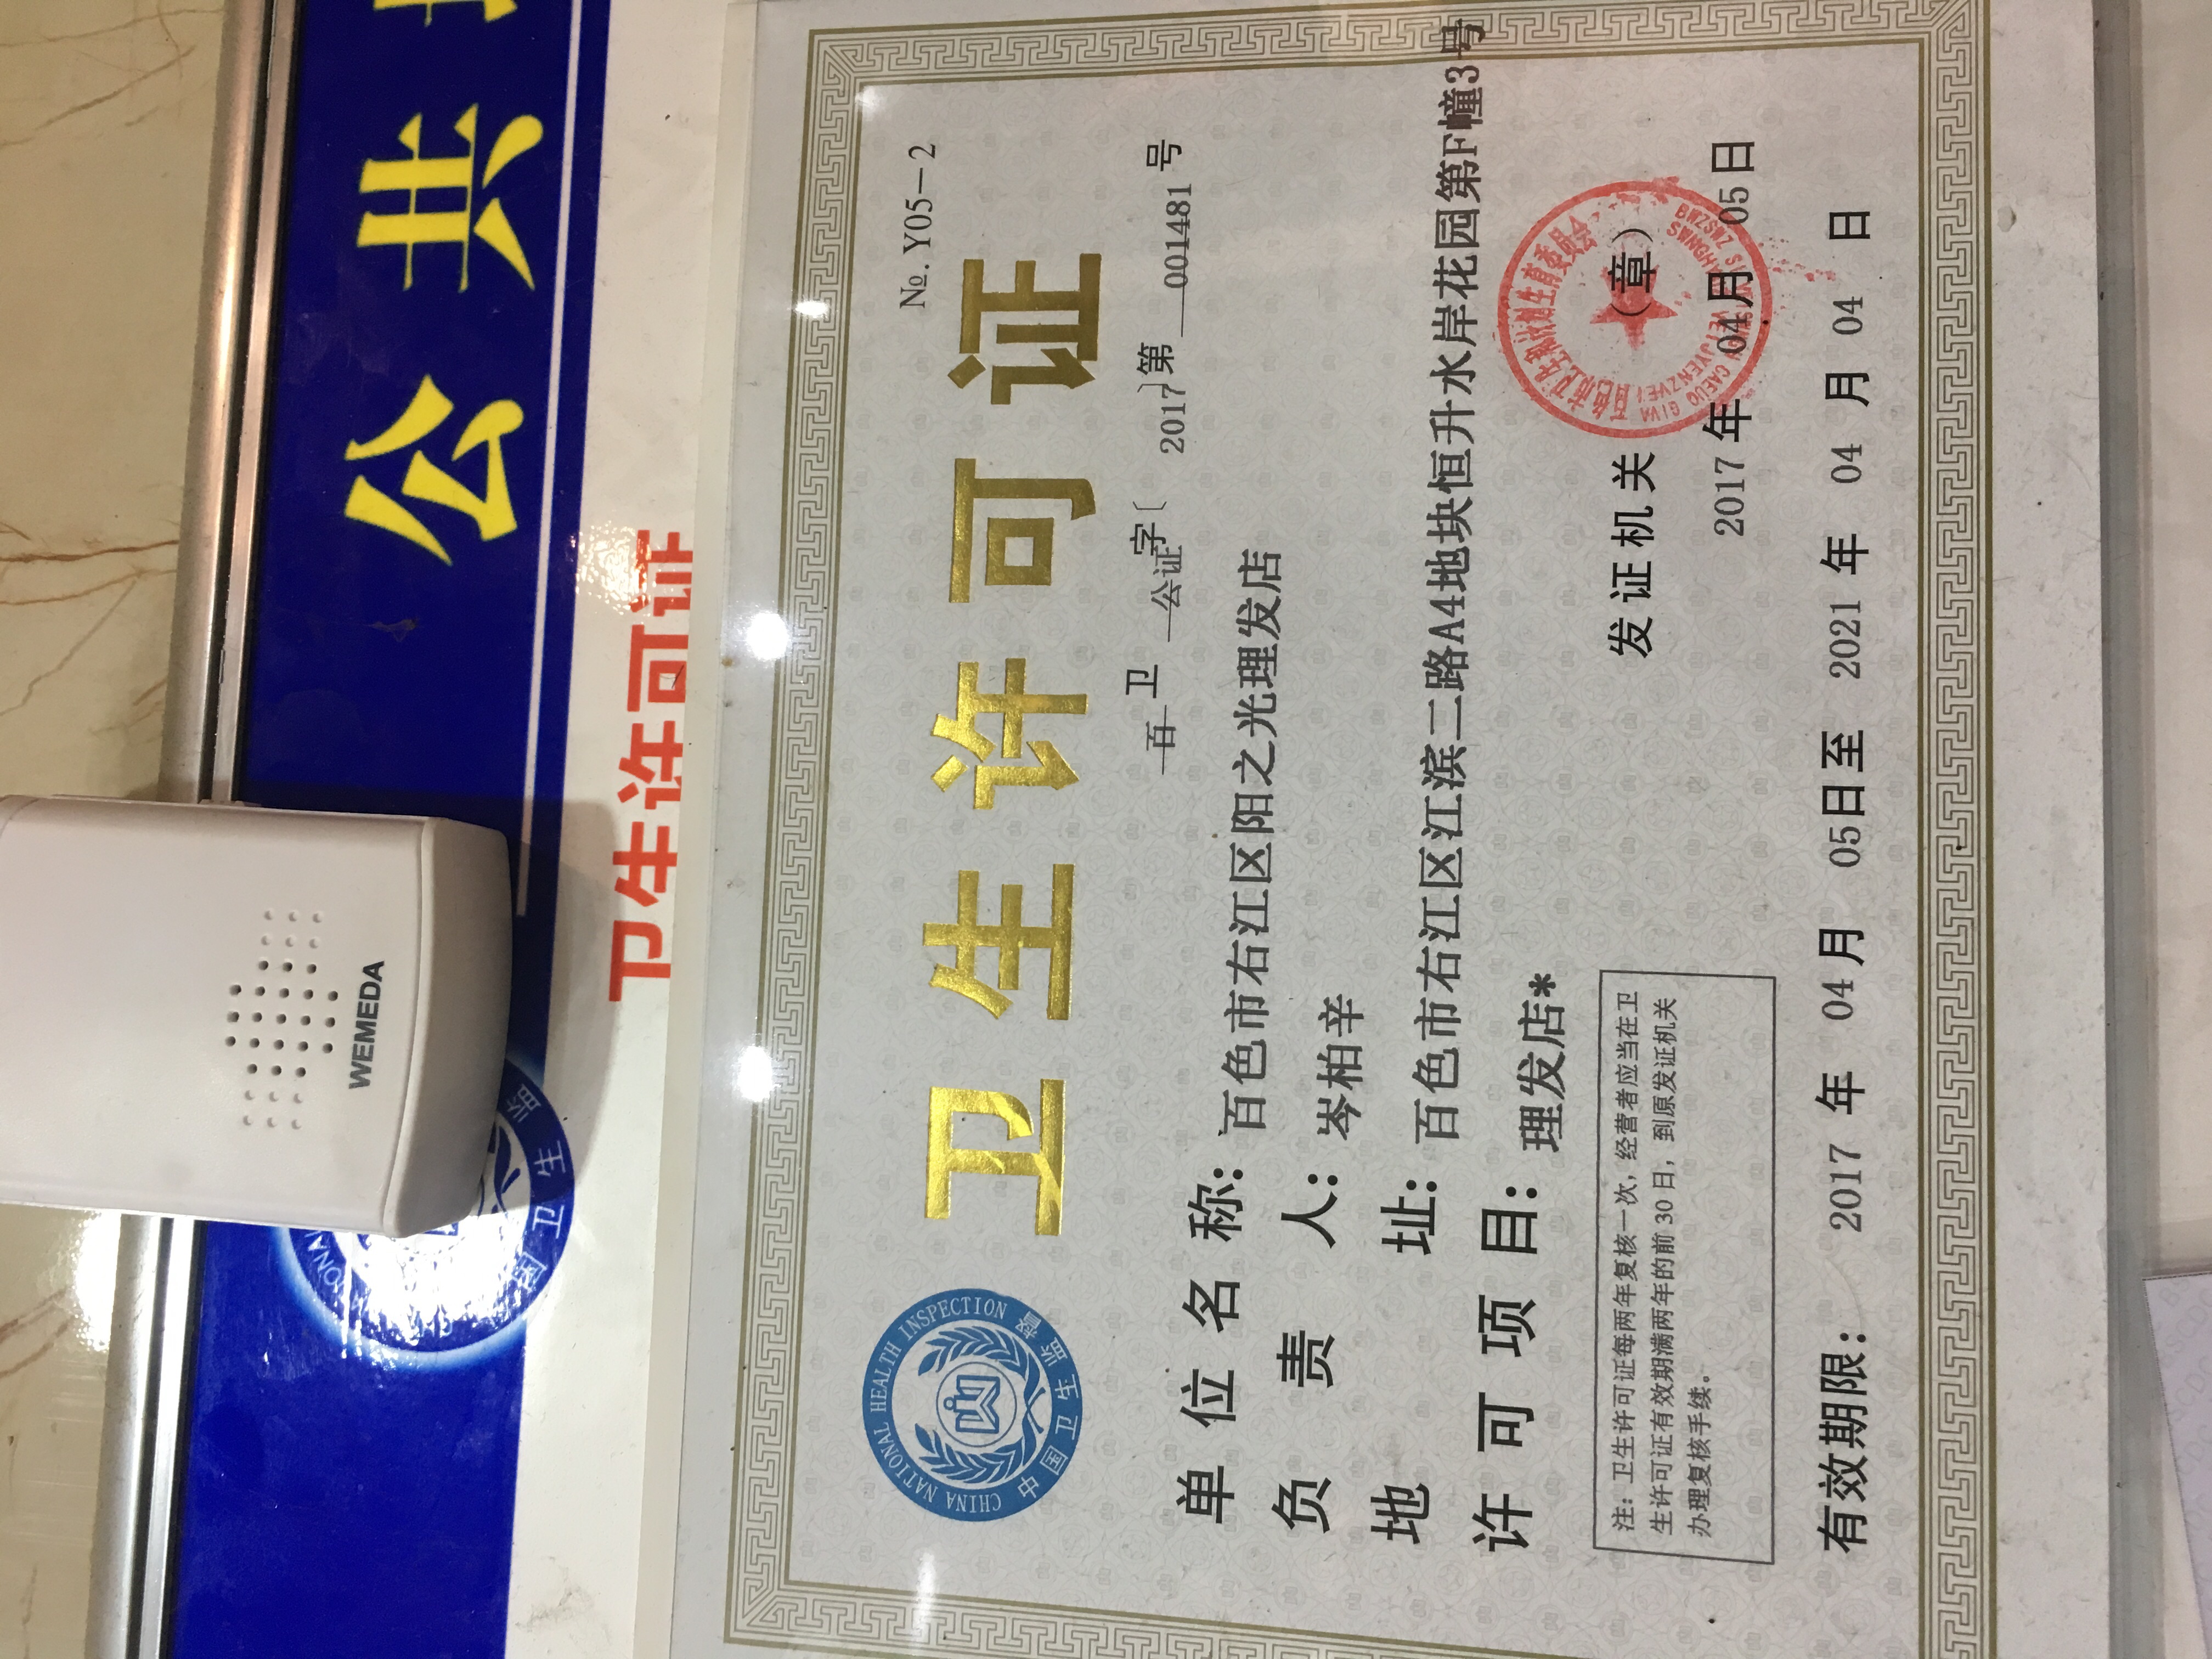 WEMEDA
公共
国卫生监
卫生许可证
CHINA NATIONAL HEALTH INSPECTION
中国卫生监督
№. Y05-2
卫生许可证
百卫公证字〔2017〕第001481号
单位名称：百色市右江区阳之光理发店
负责人：岑柏辛
地址：百色市右江区江滨二路A4地块恒升水岸花园第F幢3号
许可项目：理发店*
注：卫生许可证每两年复核一次，经营者应当在卫
生许可证有效期满两年的前30日，到原发证机关
办理复核手续。
百色市卫生和计划生育委员会
发证机关（章）
2017年04月05日
有效期限：2017年04月05日至2021年04月04日